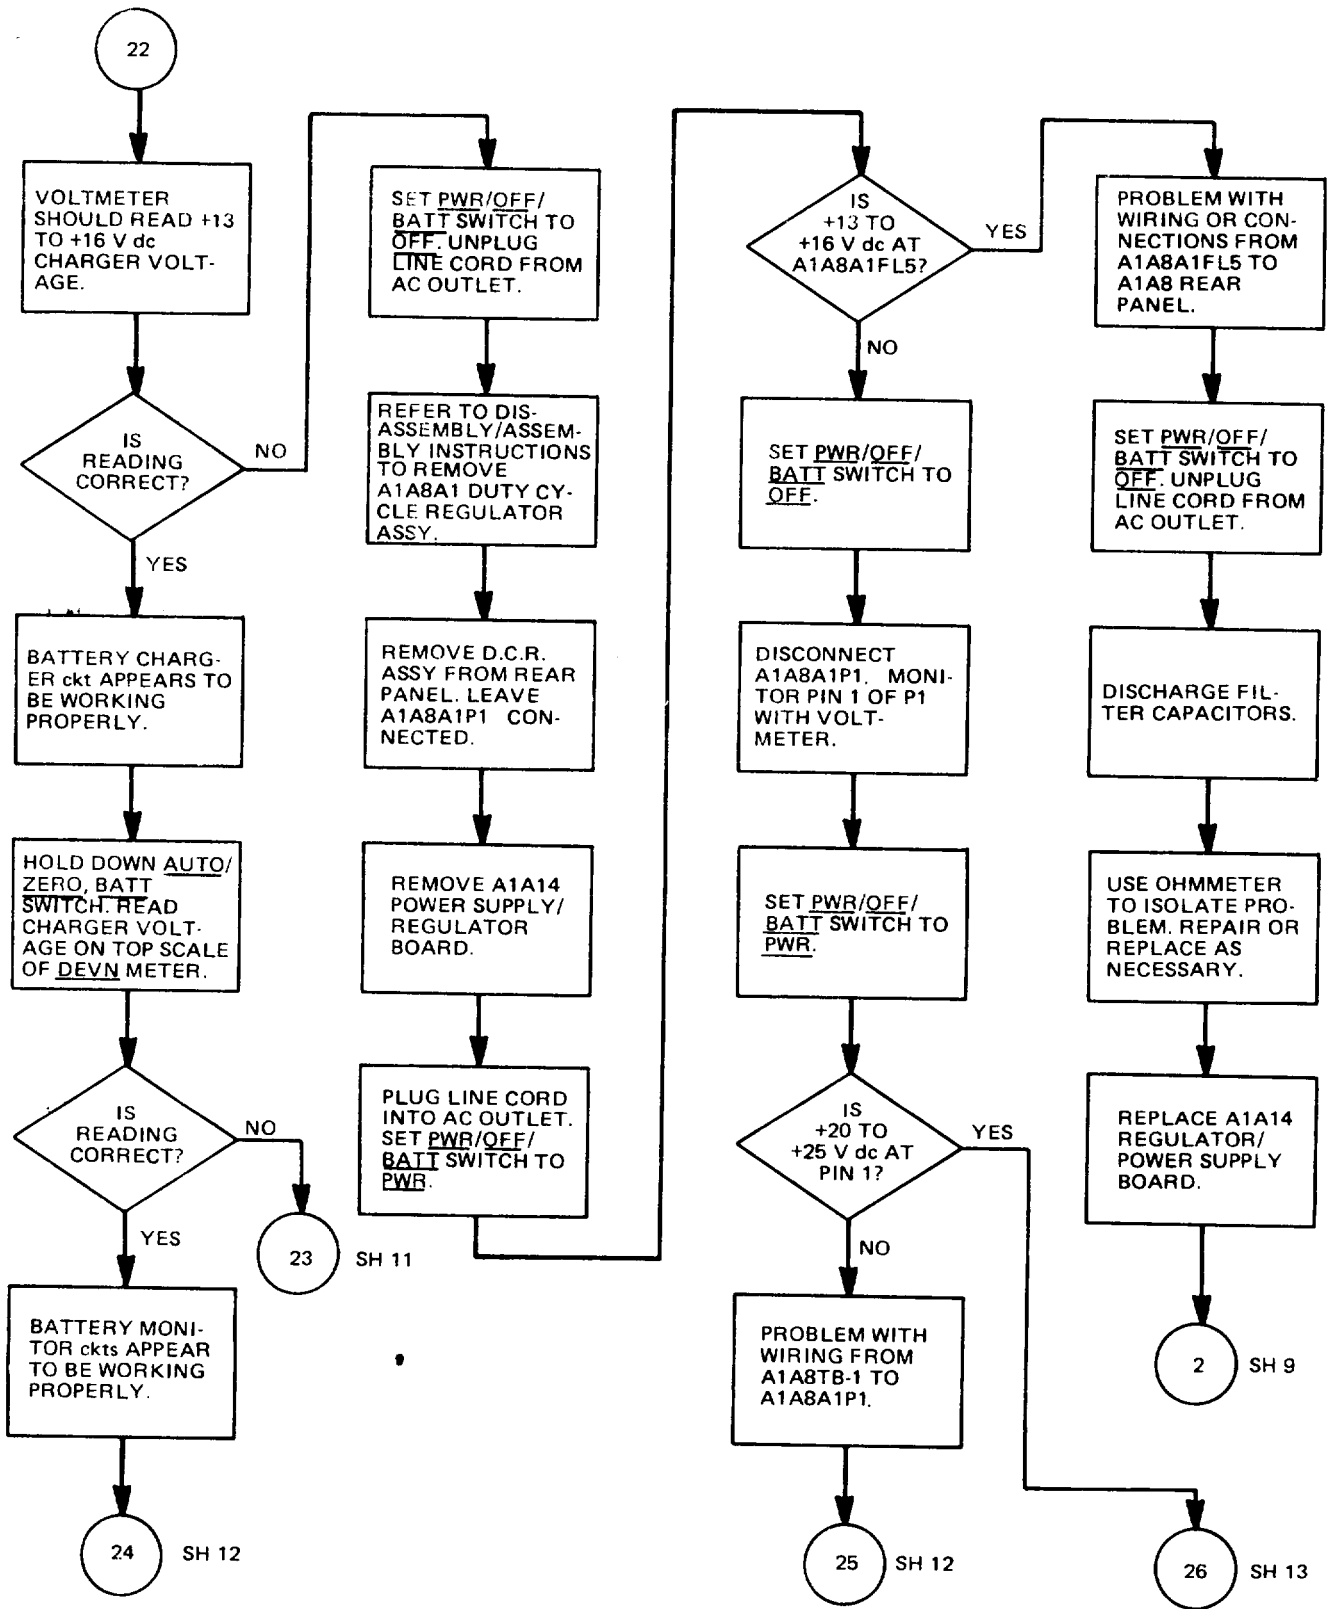 22
VOLTMETER
SHOULD READ +13
TO +16 V dc
CHARGER VOLT-
AGE.
IS
READING
CORRECT?
NO
YES
BATTERY CHARG-
ER ckt APPEARS TO
BE WORKING
PROPERLY.
HOLD DOWN AUTO/
ZERO, BATT
SWITCH. READ
CHARGER VOLT-
AGE ON TOP SCALE
OF DEVN METER.
IS
READING
CORRECT?
NO
23
SH 11
YES
BATTERY MONI-
TOR ckts APPEAR
TO BE WORKING
PROPERLY.
24
SH 12
SET PWR/OFF/
BATT SWITCH TO
OFF. UNPLUG
LINE CORD FROM
AC OUTLET.
REFER TO DIS-
ASSEMBLY/ASSEM-
BLY INSTRUCTIONS
TO REMOVE
A1A8A1 DUTY CY-
CLE REGULATOR
ASSY.
REMOVE D.C.R.
ASSY FROM REAR
PANEL. LEAVE
A1A8A1P1 CON-
NECTED.
REMOVE A1A14
POWER SUPPLY/
REGULATOR
BOARD.
PLUG LINE CORD
INTO AC OUTLET.
SET PWR/OFF/
BATT SWITCH TO
PWR.
IS
+13 TO
+16 V dc AT
A1A8A1FL5?
YES
NO
SET PWR/OFF/
BATT SWITCH TO
OFF.
DISCONNECT
A1A8A1P1. MONI-
TOR PIN 1 OF P1
WITH VOLT-
METER.
SET PWR/OFF/
BATT SWITCH TO
PWR.
IS
+20 TO
+25 V dc AT
PIN 1?
YES
NO
PROBLEM WITH
WIRING FROM
A1A8TB-1 TO
A1A8A1P1.
25
SH 12
PROBLEM WITH
WIRING OR CON-
NECTIONS FROM
A1A8A1FL5 TO
A1A8 REAR
PANEL.
SET PWR/OFF/
BATT SWITCH TO
OFF. UNPLUG
LINE CORD FROM
AC OUTLET.
DISCHARGE FIL-
TER CAPACITORS.
USE OHMMETER
TO ISOLATE PRO-
BLEM. REPAIR OR
REPLACE AS
NECESSARY.
REPLACE A1A14
REGULATOR/
POWER SUPPLY
BOARD.
2
SH 9
26
SH 13